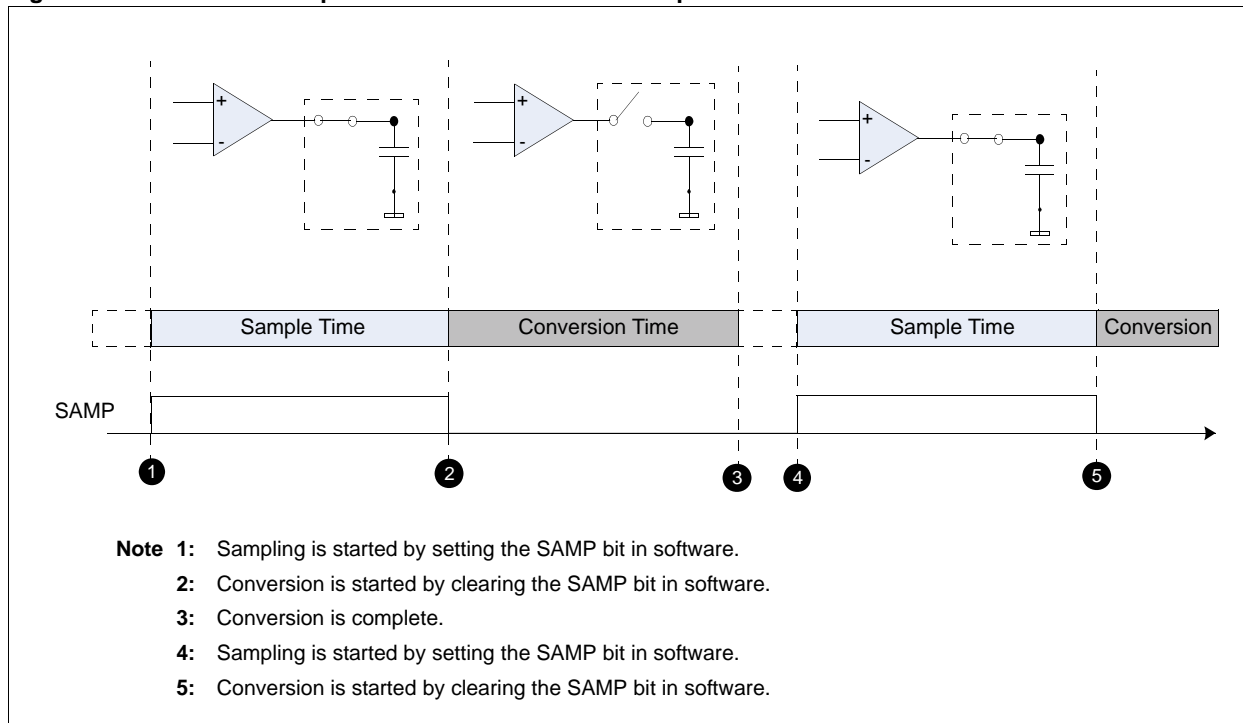 +
-
+
-
+
-
Sample Time
Conversion Time
Sample Time
Conversion
SAMP
1
2
3
4
5
Note 1: Sampling is started by setting the SAMP bit in software.
2: Conversion is started by clearing the SAMP bit in software.
3: Conversion is complete.
4: Sampling is started by setting the SAMP bit in software.
5: Conversion is started by clearing the SAMP bit in software.